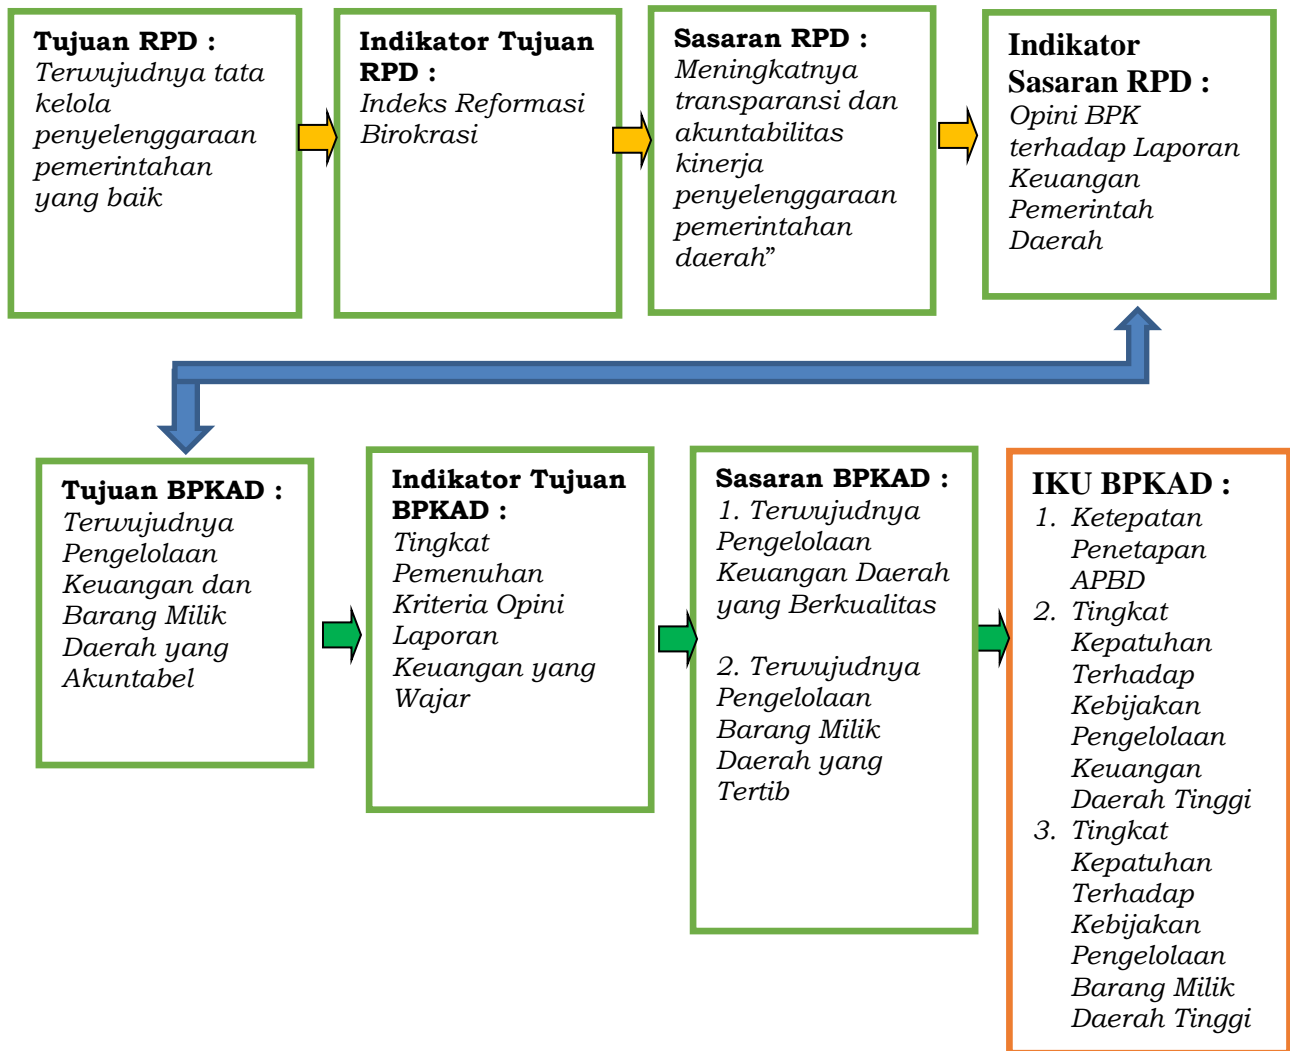 Tujuan RPD :
Terwujudnya tata
kelola
penyelenggaraan
pemerintahan
yang baik
Indikator Tujuan
RPD :
Indeks Reformasi
Birokrasi
Sasaran RPD :
Meningkatnya
transparansi dan
akuntabilitas
kinerja
penyelenggaraan
pemerintahan
daerah”
Indikator
Sasaran RPD :
Opini BPK
terhadap Laporan
Keuangan
Pemerintah
Daerah
Tujuan BPKAD :
Terwujudnya
Pengelolaan
Keuangan dan
Barang Milik
Daerah yang
Akuntabel
Indikator Tujuan
BPKAD :
Tingkat
Pemenuhan
Kriteria Opini
Laporan
Keuangan yang
Wajar
Sasaran BPKAD :
1. Terwujudnya
Pengelolaan
Keuangan Daerah
yang Berkualitas
2. Terwujudnya
Pengelolaan
Barang Milik
Daerah yang
Tertib
IKU BPKAD :
1. Ketepatan
Penetapan
APBD
2. Tingkat
Kepatuhan
Terhadap
Kebijakan
Pengelolaan
Keuangan
Daerah Tinggi
3. Tingkat
Kepatuhan
Terhadap
Kebijakan
Pengelolaan
Barang Milik
Daerah Tinggi